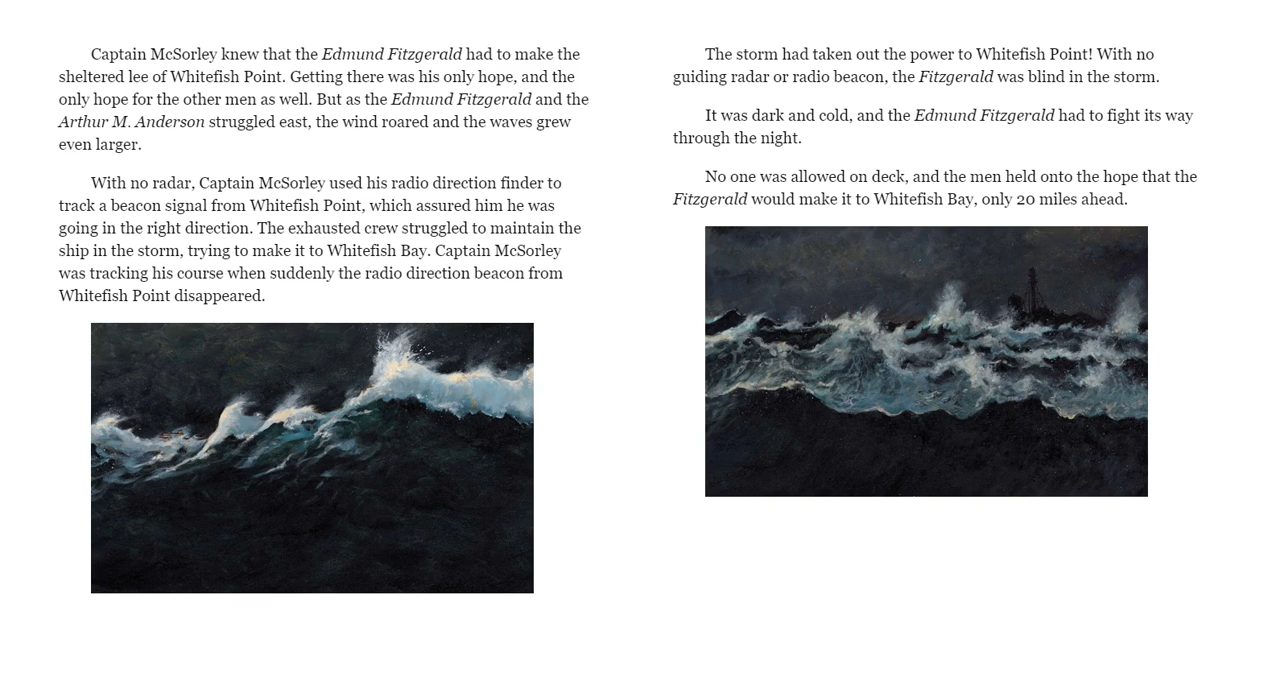 Captain McSorley knew that the Edmund Fitzgerald had to make the
sheltered lee of Whitefish Point. Getting there was his only hope, and the
only hope for the other men as well. But as the Edmund Fitzgerald and the
Arthur M. Anderson struggled east, the wind roared and the waves grew
even larger.
With no radar, Captain McSorley used his radio direction finder to
track a beacon signal from Whitefish Point, which assured him he was
going in the right direction. The exhausted crew struggled to maintain the
ship in the storm, trying to make it to Whitefish Bay. Captain McSorley
was tracking his course when suddenly the radio direction beacon from
Whitefish Point disappeared.
The storm had taken out the power to Whitefish Point! With no
guiding radar or radio beacon, the Fitzgerald was blind in the storm.
It was dark and cold, and the Edmund Fitzgerald had to fight its way
through the night.
No one was allowed on deck, and the men held onto the hope that the
Fitzgerald would make it to Whitefish Bay, only 20 miles ahead.